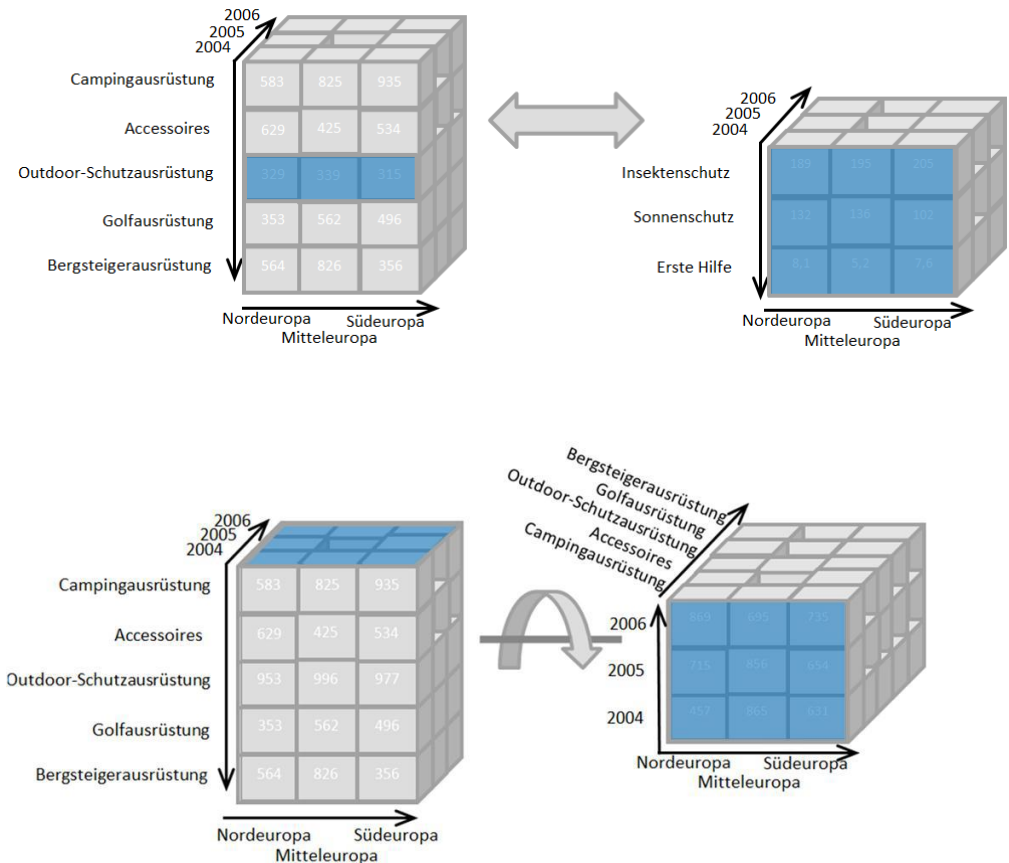 2006
2005
2004
Campingausrüstung
583 825 935
Accessoires
629 425 534
Outdoor-Schutzausrüstung
329 339 315
Golfausrüstung
353 562 496
Bergsteigerausrüstung
564 826 356
Nordeuropa
Südeuropa
Mitteleuropa
2006
2005
2004
Insektenschutz
189 195 205
Sonnenschutz
132 136 102
Erste Hilfe
8,1 5,2 7,6
Nordeuropa
Südeuropa
Mitteleuropa
2006
2005
2004
Campingausrüstung
583 825 935
Accessoires
629 425 534
Outdoor-Schutzausrüstung
953 996 977
Golfausrüstung
353 562 496
Bergsteigerausrüstung
564 826 356
Nordeuropa
Südeuropa
Mitteleuropa
Bergsteigerausrüstung
Golfausrüstung
Outdoor-Schutzausrüstung
Accessoires
Campingausrüstung
2006
869 695 735
2005
715 856 654
2004
457 865 631
Nordeuropa
Südeuropa
Mitteleuropa